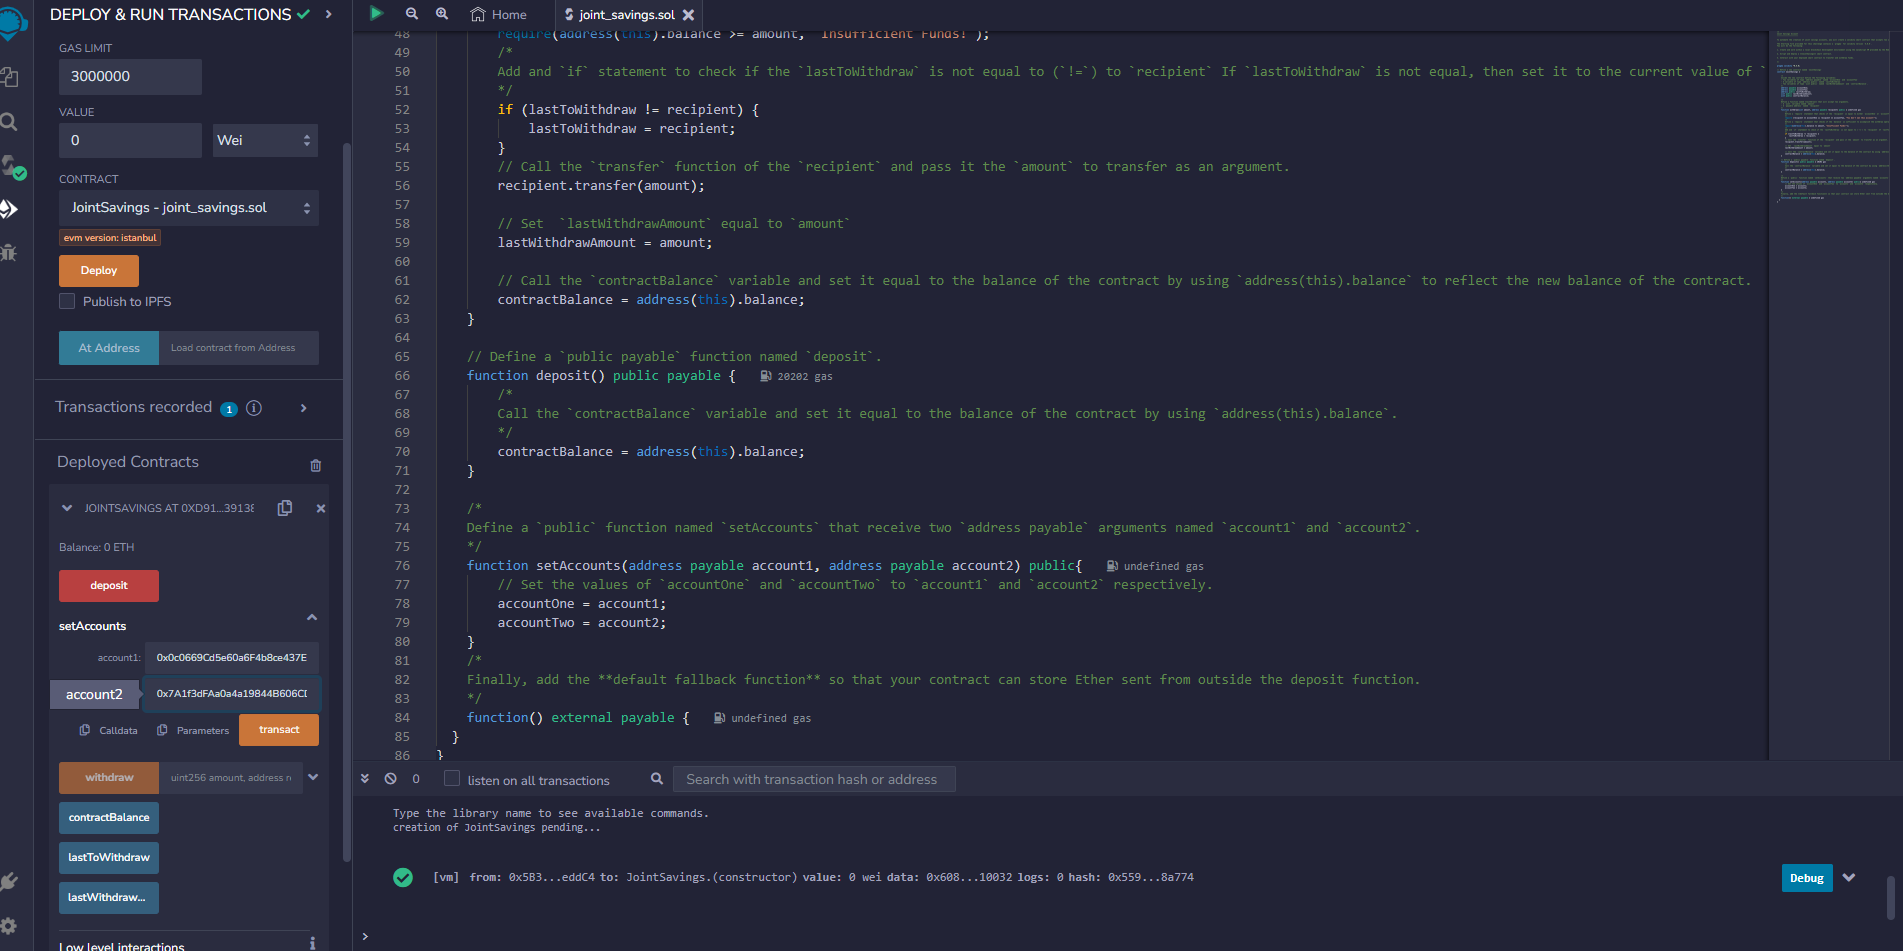 DEPLOY & RUN TRANSACTIONS
GAS LIMIT
3000000
VALUE
0
Wei
CONTRACT
JointSavings - joint_savings.sol
evm version: istanbul
Deploy
Publish to IPFS
At Address
Load contract from Address
Transactions recorded 1 i
Deployed Contracts
JOINTSAVINGS AT 0XD91...39138
Balance: 0 ETH
deposit
setAccounts
account1:
0x0c0669Cd5e60a6F4b8ce437E
account2
0x7A1f3dFAa0a4a19844B606CD
Calldata
Parameters
transact
withdraw
uint256 amount, address re
contractBalance
lastToWithdraw
lastWithdraw...
Low level interactions
i
Home
joint_savings.sol
48 require(address(this).balance >= amount, "Insufficient Funds!");
49 /*
50 Add and `if` statement to check if the `lastToWithdraw` is not equal to (`!=`) to `recipient` If `lastToWithdraw` is not equal, then set it to the current value of `
51 */
52 if (lastToWithdraw != recipient) {
53 lastToWithdraw = recipient;
54 }
55 // Call the `transfer` function of the `recipient` and pass it the `amount` to transfer as an argument.
56 recipient.transfer(amount);
57
58 // Set  `lastWithdrawAmount` equal to `amount`
59 lastWithdrawAmount = amount;
60
61 // Call the `contractBalance` variable and set it equal to the balance of the contract by using `address(this).balance` to reflect the new balance of the contract.
62 contractBalance = address(this).balance;
63 }
64
65 // Define a `public payable` function named `deposit`.
66 function deposit() public payable { 20202 gas
67 /*
68 Call the `contractBalance` variable and set it equal to the balance of the contract by using `address(this).balance`.
69 */
70 contractBalance = address(this).balance;
71 }
72
73 /*
74 Define a `public` function named `setAccounts` that receive two `address payable` arguments named `account1` and `account2`.
75 */
76 function setAccounts(address payable account1, address payable account2) public{ undefined gas
77 // Set the values of `accountOne` and `accountTwo` to `account1` and `account2` respectively.
78 accountOne = account1;
79 accountTwo = account2;
80 }
81 /*
82 Finally, add the **default fallback function** so that your contract can store Ether sent from outside the deposit function.
83 */
84 function() external payable { undefined gas
85 }
86 }
0
listen on all transactions
Search with transaction hash or address
Type the library name to see available commands.
creation of JointSavings pending...
[vm] from: 0x5B3...eddC4 to: JointSavings.(constructor) value: 0 wei data: 0x608...10032 logs: 0 hash: 0x559...8a774
Debug
>